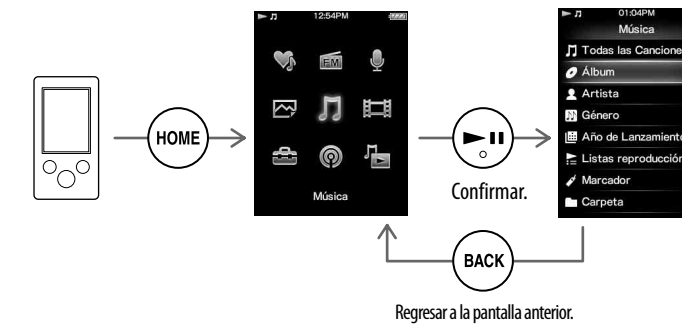 12:54PM
FM
Música
HOME
Confirmar.
BACK
Regresar a la pantalla anterior.
01:04PM
Música
Todas las Cancione
Álbum
Artista
Género
Año de Lanzamiento
Listas reproducción
Marcador
Carpeta